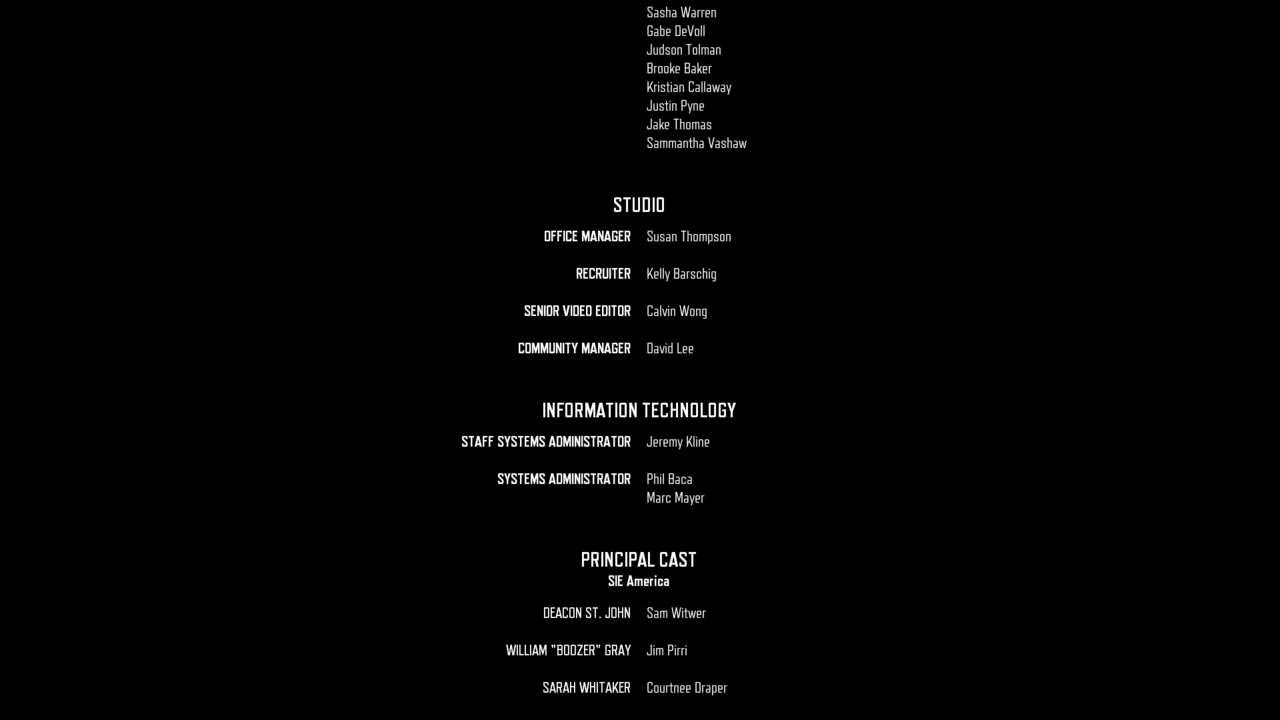 Sasha Warren
Gabe DeVoll
Judson Tolman
Brooke Baker
Kristian Callaway
Justin Pyne
Jake Thomas
Sammantha Vashaw
STUDIO
OFFICE MANAGER Susan Thompson
RECRUITER Kelly Barschig
SENIOR VIDEO EDITOR Calvin Wong
COMMUNITY MANAGER David Lee
INFORMATION TECHNOLOGY
STAFF SYSTEMS ADMINISTRATOR Jeremy Kline
SYSTEMS ADMINISTRATOR Phil Baca
Marc Mayer
PRINCIPAL CAST
SIE America
DEACON ST. JOHN Sam Witwer
WILLIAM "BOOZER" GRAY Jim Pirri
SARAH WHITAKER Courtnee Draper